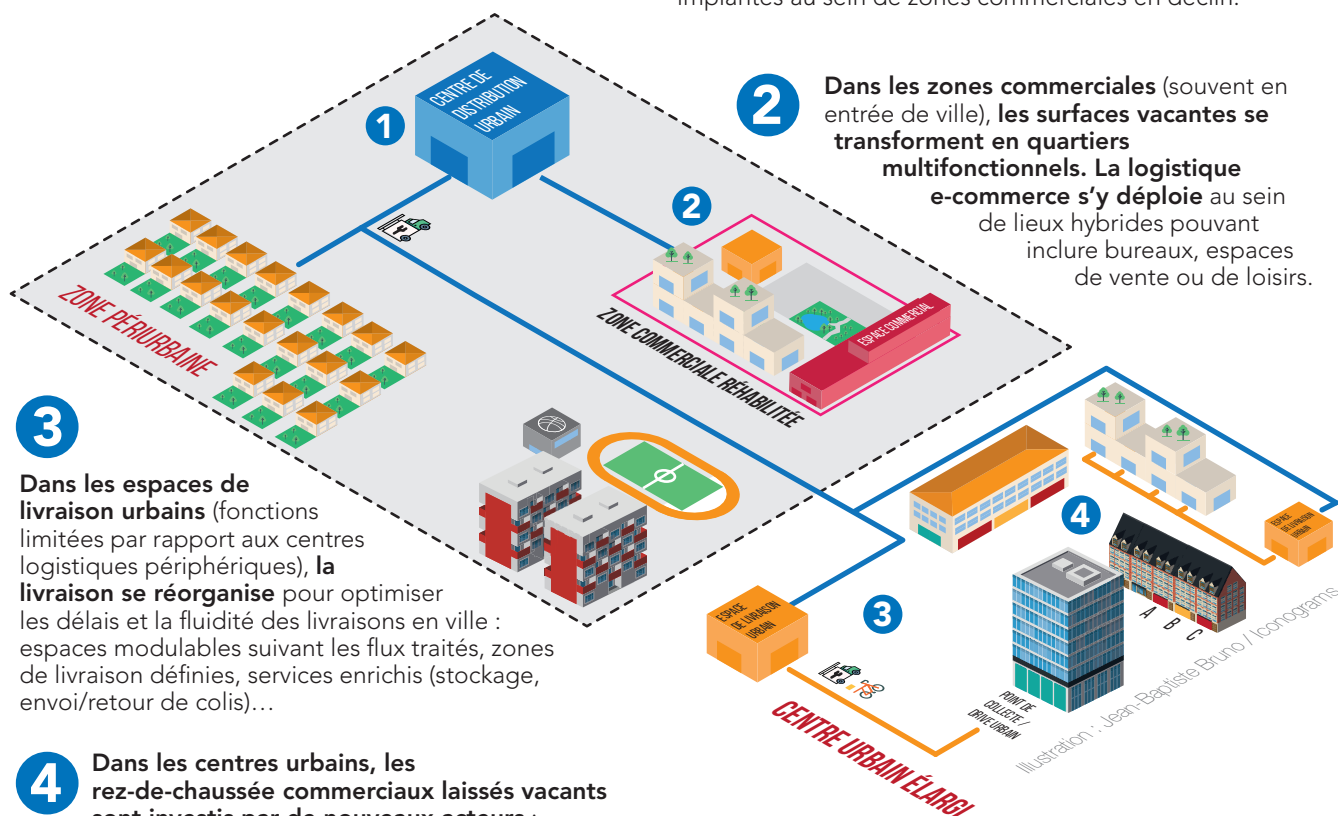 implantés au sein de zones commerciales en déclin.
2
Dans les zones commerciales (souvent en
entrée de ville), les surfaces vacantes se
transforment en quartiers
multifonctionnels. La logistique
e-commerce s’y déploie au sein
de lieux hybrides pouvant
inclure bureaux, espaces
de vente ou de loisirs.
1
CENTRE DE
DISTRIBUTION
URBAIN
2
ESPACE COMMERCIAL
ZONE COMMERCIALE RÉHABILITÉE
ZONE PÉRIURBAINE
3
Dans les espaces de
livraison urbains (fonctions
limitées par rapport aux centres
logistiques périphériques), la
livraison se réorganise pour optimiser
les délais et la fluidité des livraisons en ville :
espaces modulables suivant les flux traités, zones
de livraison définies, services enrichis (stockage,
envoi/retour de colis)…
4
ESPACE
DE LIVRAISON
URBAIN
A B C
3
ESPACE
DE LIVRAISON
URBAIN
POINT DE
COLLECTE /
DRIVE URBAIN
CENTRE URBAIN ÉLARGI
Illustration : Jean-Baptiste Bruno / Iconograms
4
Dans les centres urbains, les
rez-de-chaussée commerciaux laissés vacants
sont investis par de nouveaux acteurs :